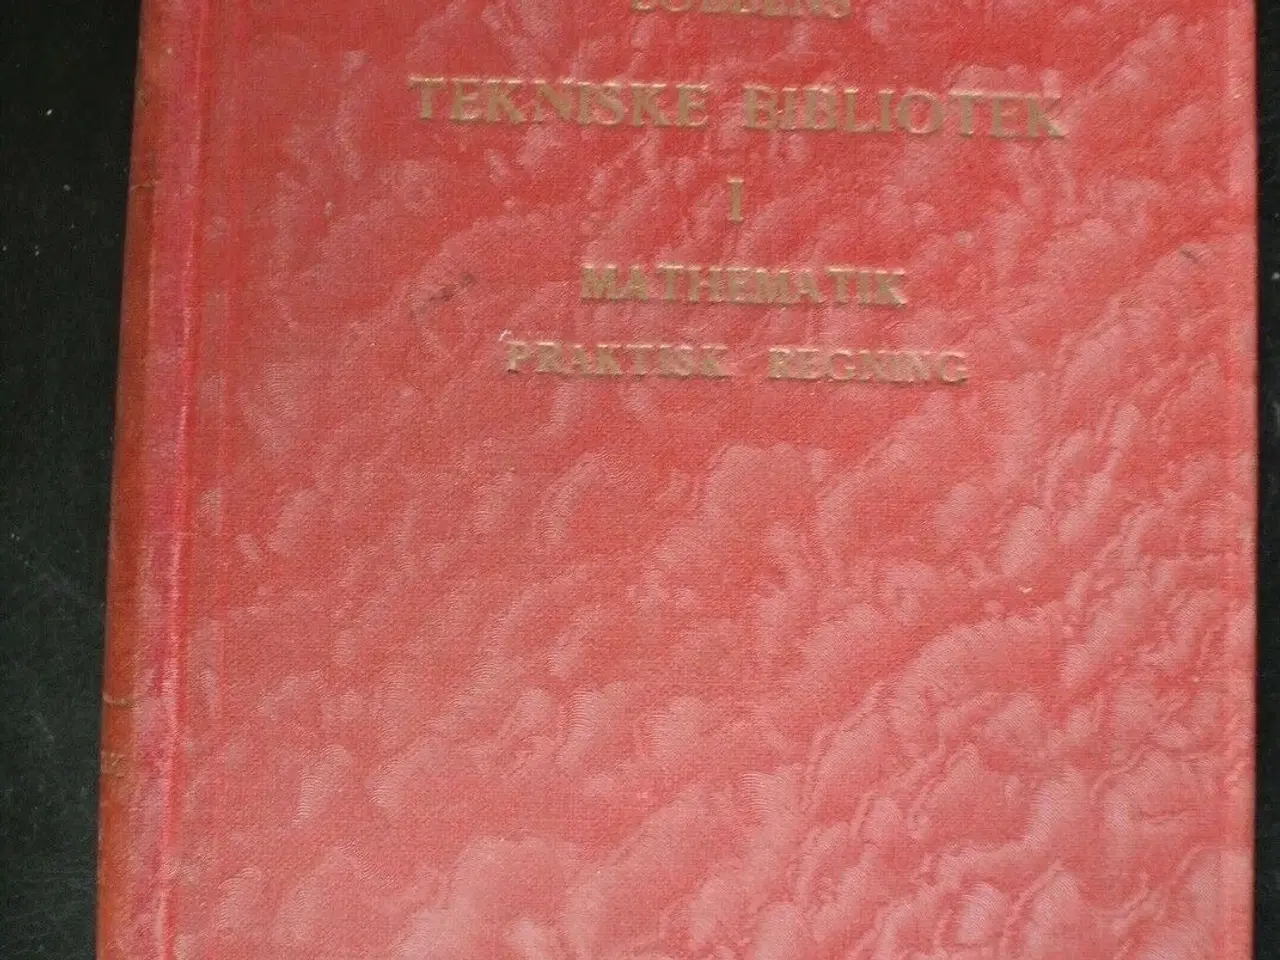 TEKNISKE BIBLIOTEK
I
MATHEMATIK
PRAKTISK REGNING